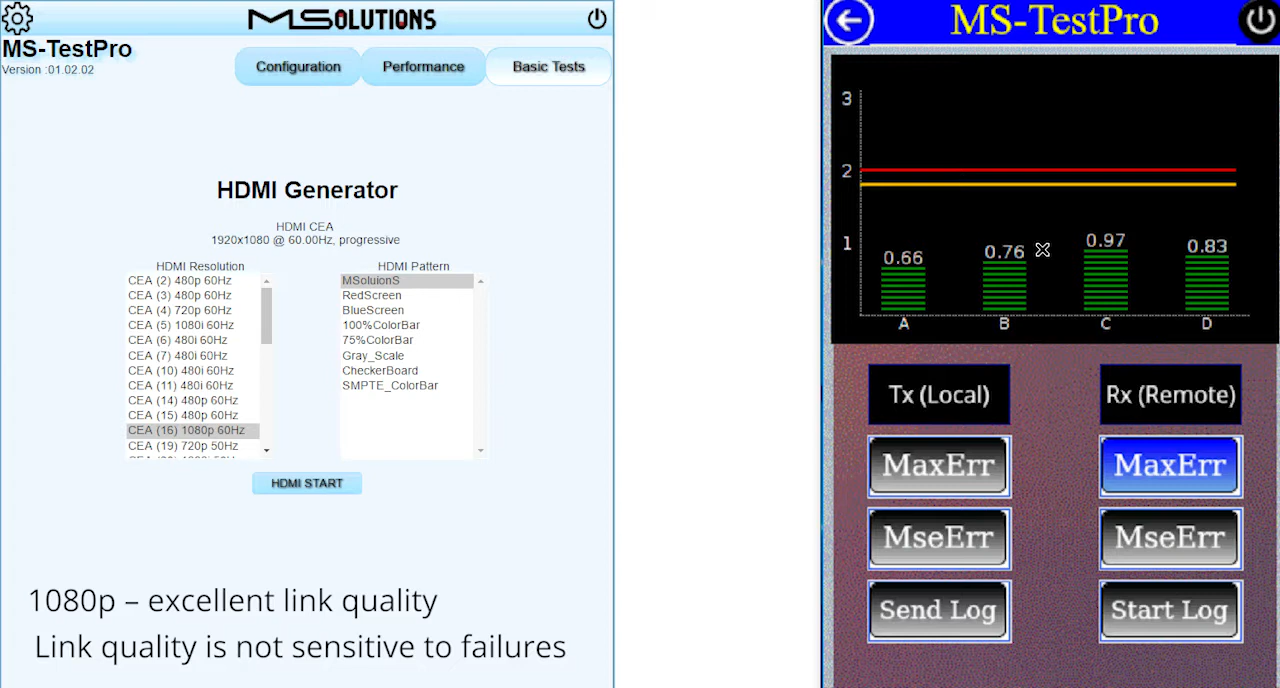 MSOLUTIONS
MS-TestPro
Version :01.02.02
Configuration
Performance
Basic Tests
HDMI Generator
HDMI CEA
1920x1080 @ 60.00Hz, progressive
HDMI Resolution
CEA (2) 480p 60Hz
CEA (3) 480p 60Hz
CEA (4) 720p 60Hz
CEA (5) 1080i 60Hz
CEA (6) 480i 60Hz
CEA (7) 480i 60Hz
CEA (10) 480i 60Hz
CEA (11) 480i 60Hz
CEA (14) 480p 60Hz
CEA (15) 480p 60Hz
CEA (16) 1080p 60Hz
CEA (19) 720p 50Hz
HDMI Pattern
MSoluionS
RedScreen
BlueScreen
100%ColorBar
75%ColorBar
Gray_Scale
CheckerBoard
SMPTE_ColorBar
HDMI START
1080p – excellent link quality
Link quality is not sensitive to failures
MS-TestPro
3
2
1
0.66
0.76
0.97
0.83
A
B
C
D
Tx (Local)
Rx (Remote)
MaxErr
MaxErr
MseErr
MseErr
Send Log
Start Log